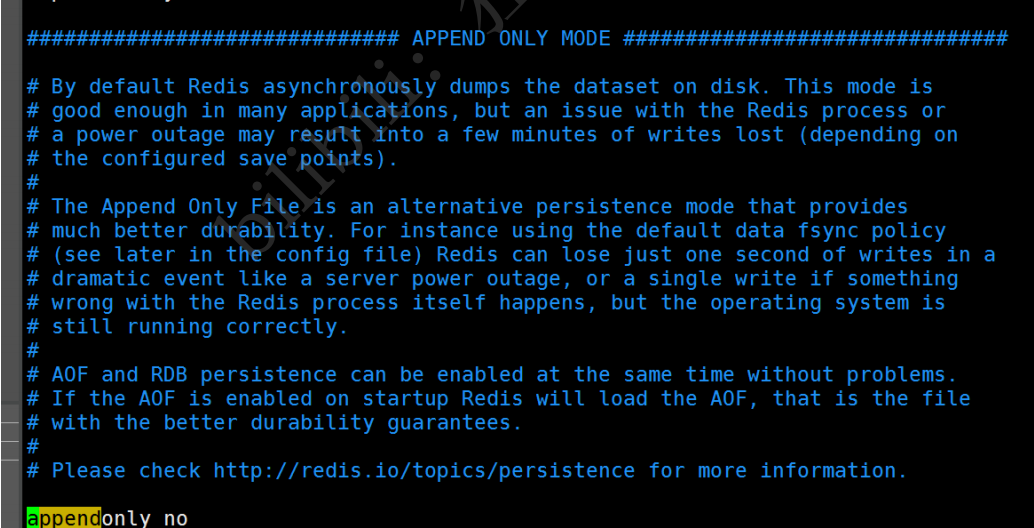 ############################## APPEND ONLY MODE ###############################
# By default Redis asynchronously dumps the dataset on disk. This mode is
# good enough in many applications, but an issue with the Redis process or
# a power outage may result into a few minutes of writes lost (depending on
# the configured save points).
#
# The Append Only File is an alternative persistence mode that provides
# much better durability. For instance using the default data fsync policy
# (see later in the config file) Redis can lose just one second of writes in a
# dramatic event like a server power outage, or a single write if something
# wrong with the Redis process itself happens, but the operating system is
# still running correctly.
#
# AOF and RDB persistence can be enabled at the same time without problems.
# If the AOF is enabled on startup Redis will load the AOF, that is the file
# with the better durability guarantees.
#
# Please check http://redis.io/topics/persistence for more information.
appendonly no
bilibili: